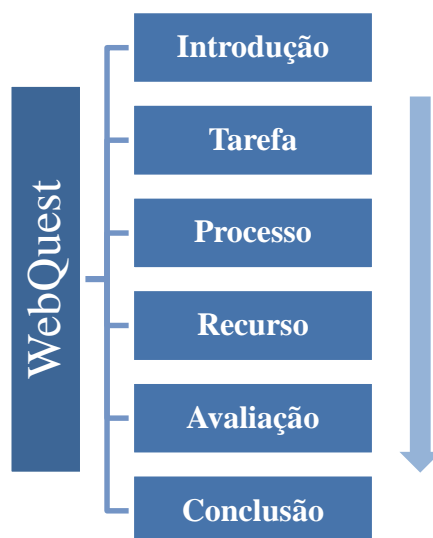 WebQuest
Introdução
Tarefa
Processo
Recurso
Avaliação
Conclusão